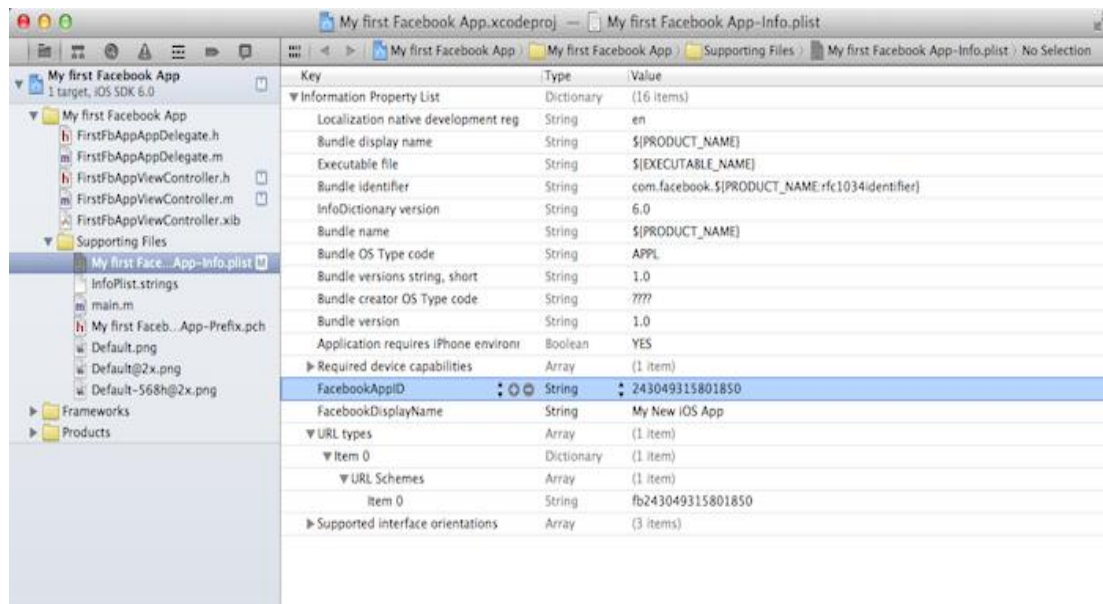 My first Facebook App.xcodeproj — My first Facebook App-Info.plist
My first Facebook App My first Facebook App Supporting Files My first Facebook App-Info.plist No Selection
My first Facebook App
1 target, iOS SDK 6.0
My first Facebook App
FirstFbAppAppDelegate.h
FirstFbAppAppDelegate.m
FirstFbAppViewController.h
FirstFbAppViewController.m
FirstFbAppViewController.xib
Supporting Files
My first Face...App-Info.plist M
InfoPlist.strings
main.m
My first Faceb...App-Prefix.pch
Default.png
Default@2x.png
Default-568h@2x.png
Frameworks
Products
Key Type Value
Information Property List Dictionary (16 items)
Localization native development reg String en
Bundle display name String ${PRODUCT_NAME}
Executable file String ${EXECUTABLE_NAME}
Bundle identifier String com.facebook.${PRODUCT_NAME:rfc1034identifier}
InfoDictionary version String 6.0
Bundle name String ${PRODUCT_NAME}
Bundle OS Type code String APPL
Bundle versions string, short String 1.0
Bundle creator OS Type code String ????
Bundle version String 1.0
Application requires iPhone environr Boolean YES
Required device capabilities Array (1 item)
FacebookAppID String 243049315801850
FacebookDisplayName String My New iOS App
URL types Array (1 item)
Item 0 Dictionary (1 item)
URL Schemes Array (1 item)
Item 0 String fb243049315801850
Supported interface orientations Array (3 items)